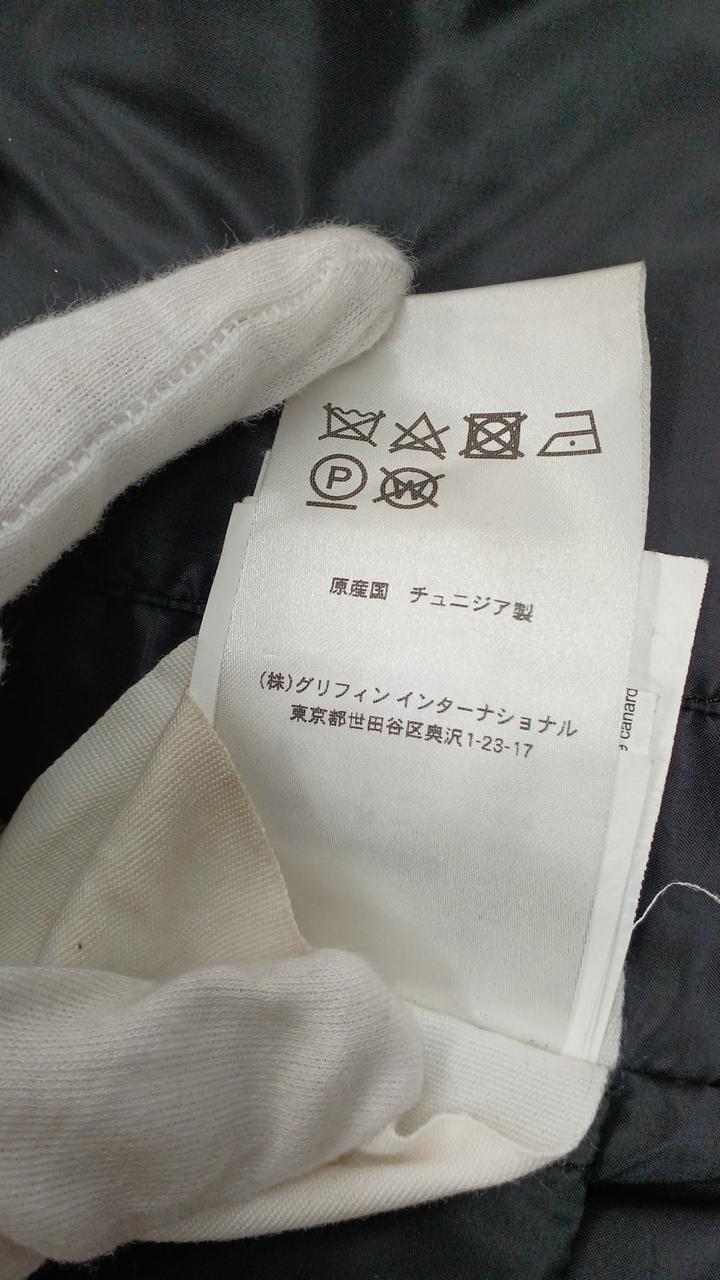 P
W
原産国 チュニジア製
(株)グリフィン インターナショナル
東京都世田谷区奥沢1-23-17
canard